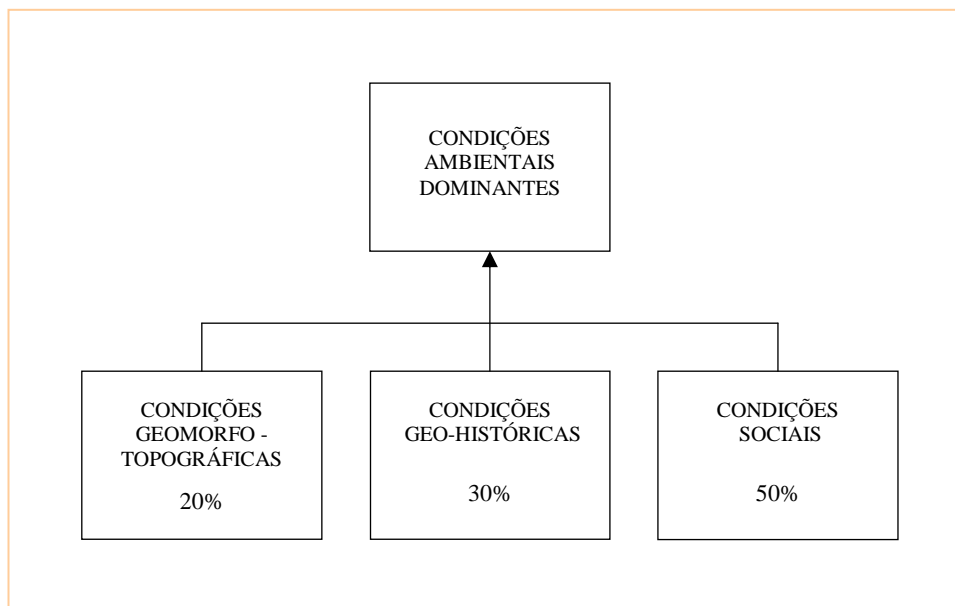 CONDIÇÕES
AMBIENTAIS
DOMINANTES
CONDIÇÕES
GEOMORFO -
TOPOGRÁFICAS
20%
CONDIÇÕES
GEO-HISTÓRICAS
30%
CONDIÇÕES
SOCIAIS
50%